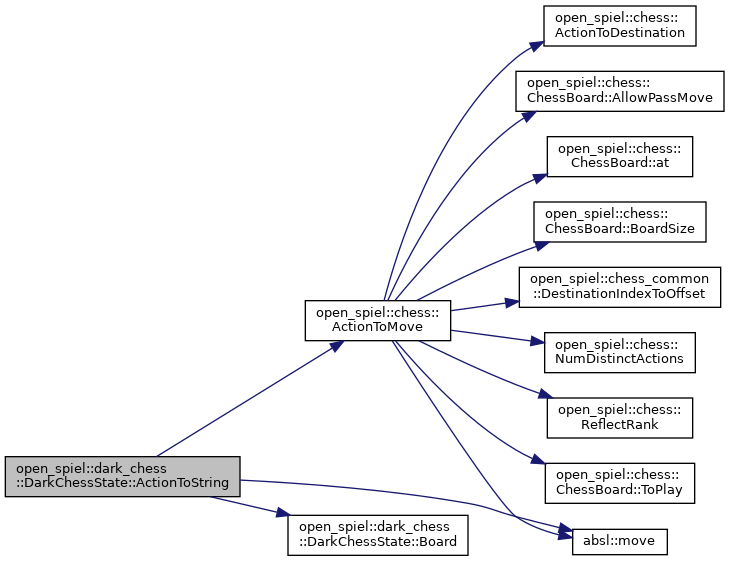 open_spiel::chess::
ActionToDestination
open_spiel::chess::
ChessBoard::AllowPassMove
open_spiel::chess::
ChessBoard::at
open_spiel::chess::
ChessBoard::BoardSize
open_spiel::chess_common
::DestinationIndexToOffset
open_spiel::chess::
ActionToMove
open_spiel::chess::
NumDistinctActions
open_spiel::chess::
ReflectRank
open_spiel::dark_chess
::DarkChessState::ActionToString
open_spiel::chess::
ChessBoard::ToPlay
open_spiel::dark_chess
::DarkChessState::Board
absl::move